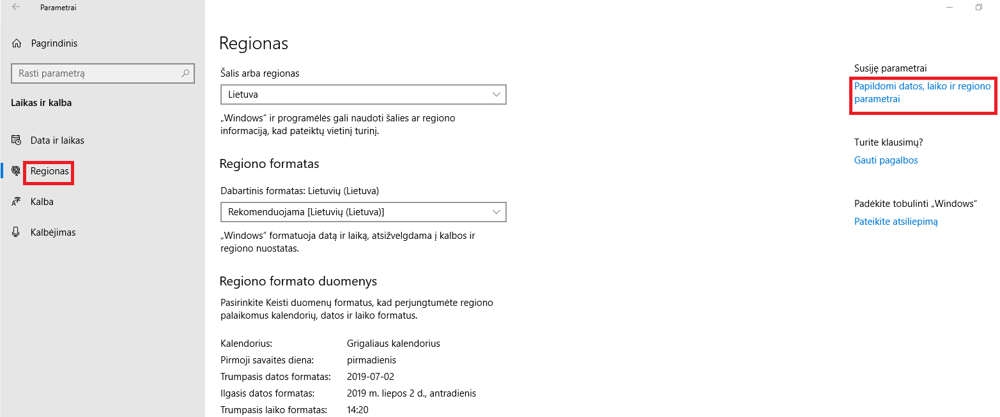 Parametrai
Pagrindinis
Rasti parametrą
Laikas ir kalba
Data ir laikas
Regionas
Kalba
Kalbėjimas
Regionas
Šalis arba regionas
Lietuva
„Windows“ ir programėlės gali naudoti šalies ar regiono
informaciją, kad pateiktų vietinį turinį.
Regiono formatas
Dabartinis formatas: Lietuvių (Lietuva)
Rekomenduojama [Lietuvių (Lietuva)]
„Windows“ formatuoja datą ir laiką, atsižvelgdama į kalbos ir
regiono nuostatas.
Regiono formato duomenys
Pasirinkite Keisti duomenų formatus, kad perjungtumėte regiono
palaikomus kalendorių, datos ir laiko formatus.
Kalendorius: Grigaliaus kalendorius
Pirmoji savaitės diena: pirmadienis
Trumpasis datos formatas: 2019-07-02
Ilgasis datos formatas: 2019 m. liepos 2 d., antradienis
Trumpasis laiko formatas: 14:20
Susiję parametrai
Papildomi datos, laiko ir regiono
parametrai
Turite klausimų?
Gauti pagalbos
Padėkite tobulinti „Windows“
Pateikite atsiliepimą